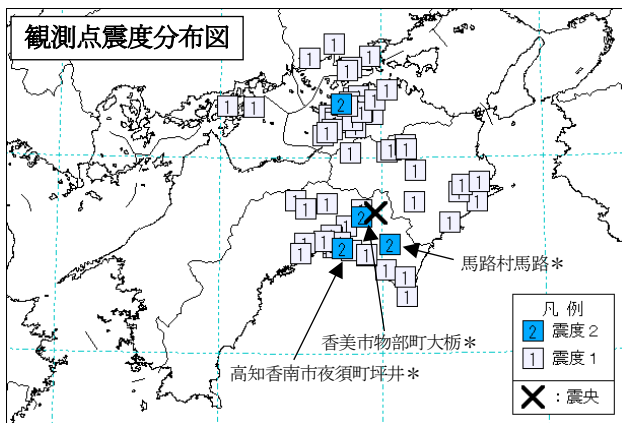 観測点震度分布図
馬路村馬路＊
香美市物部町大栃＊
高知香南市夜須町坪井＊
凡 例
2 震度２
1 震度１
：震央